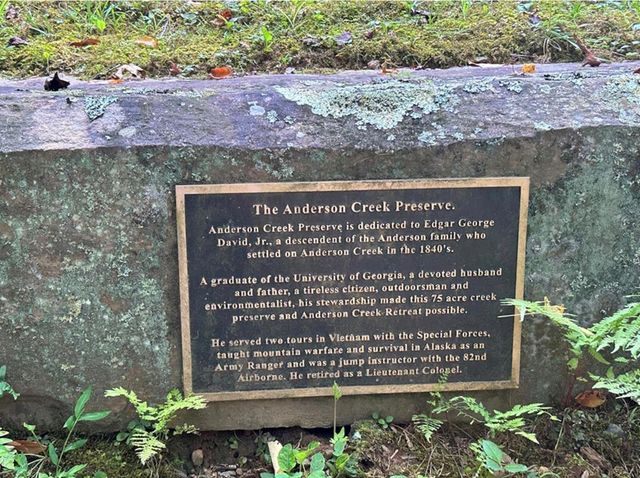 The Anderson Creek Preserve.
Anderson Creek Preserve is dedicated to Edgar George
David, Jr., a descendent of the Anderson family who
settled on Anderson Creek in the 1840's.
A graduate of the University of Georgia, a devoted husband
and father, a tireless citizen, outdoorsman and
environmentalist, his stewardship made this 75 acre creek
preserve and Anderson Creek Retreat possible.
He served two tours in Vietnam with the Special Forces,
taught mountain warfare and survival in Alaska as an
Army Ranger and was a jump instructor with the 82nd
Airborne. He retired as a Lieutenant Colonel.